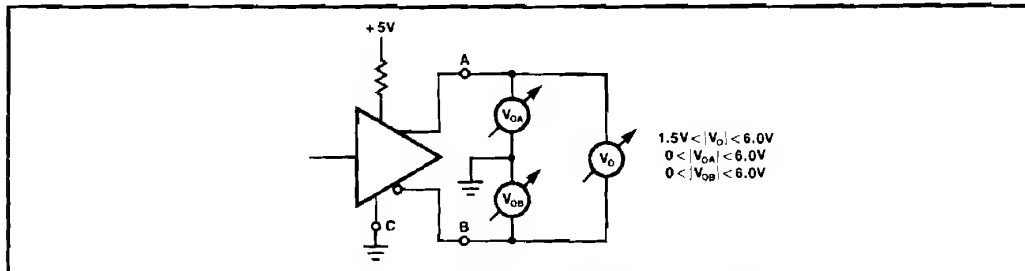 +5V
A
V_OA
V_O
V_OB
C
B
1.5V < |V_O| < 6.0V
0 < |V_OA| < 6.0V
0 < |V_OB| < 6.0V